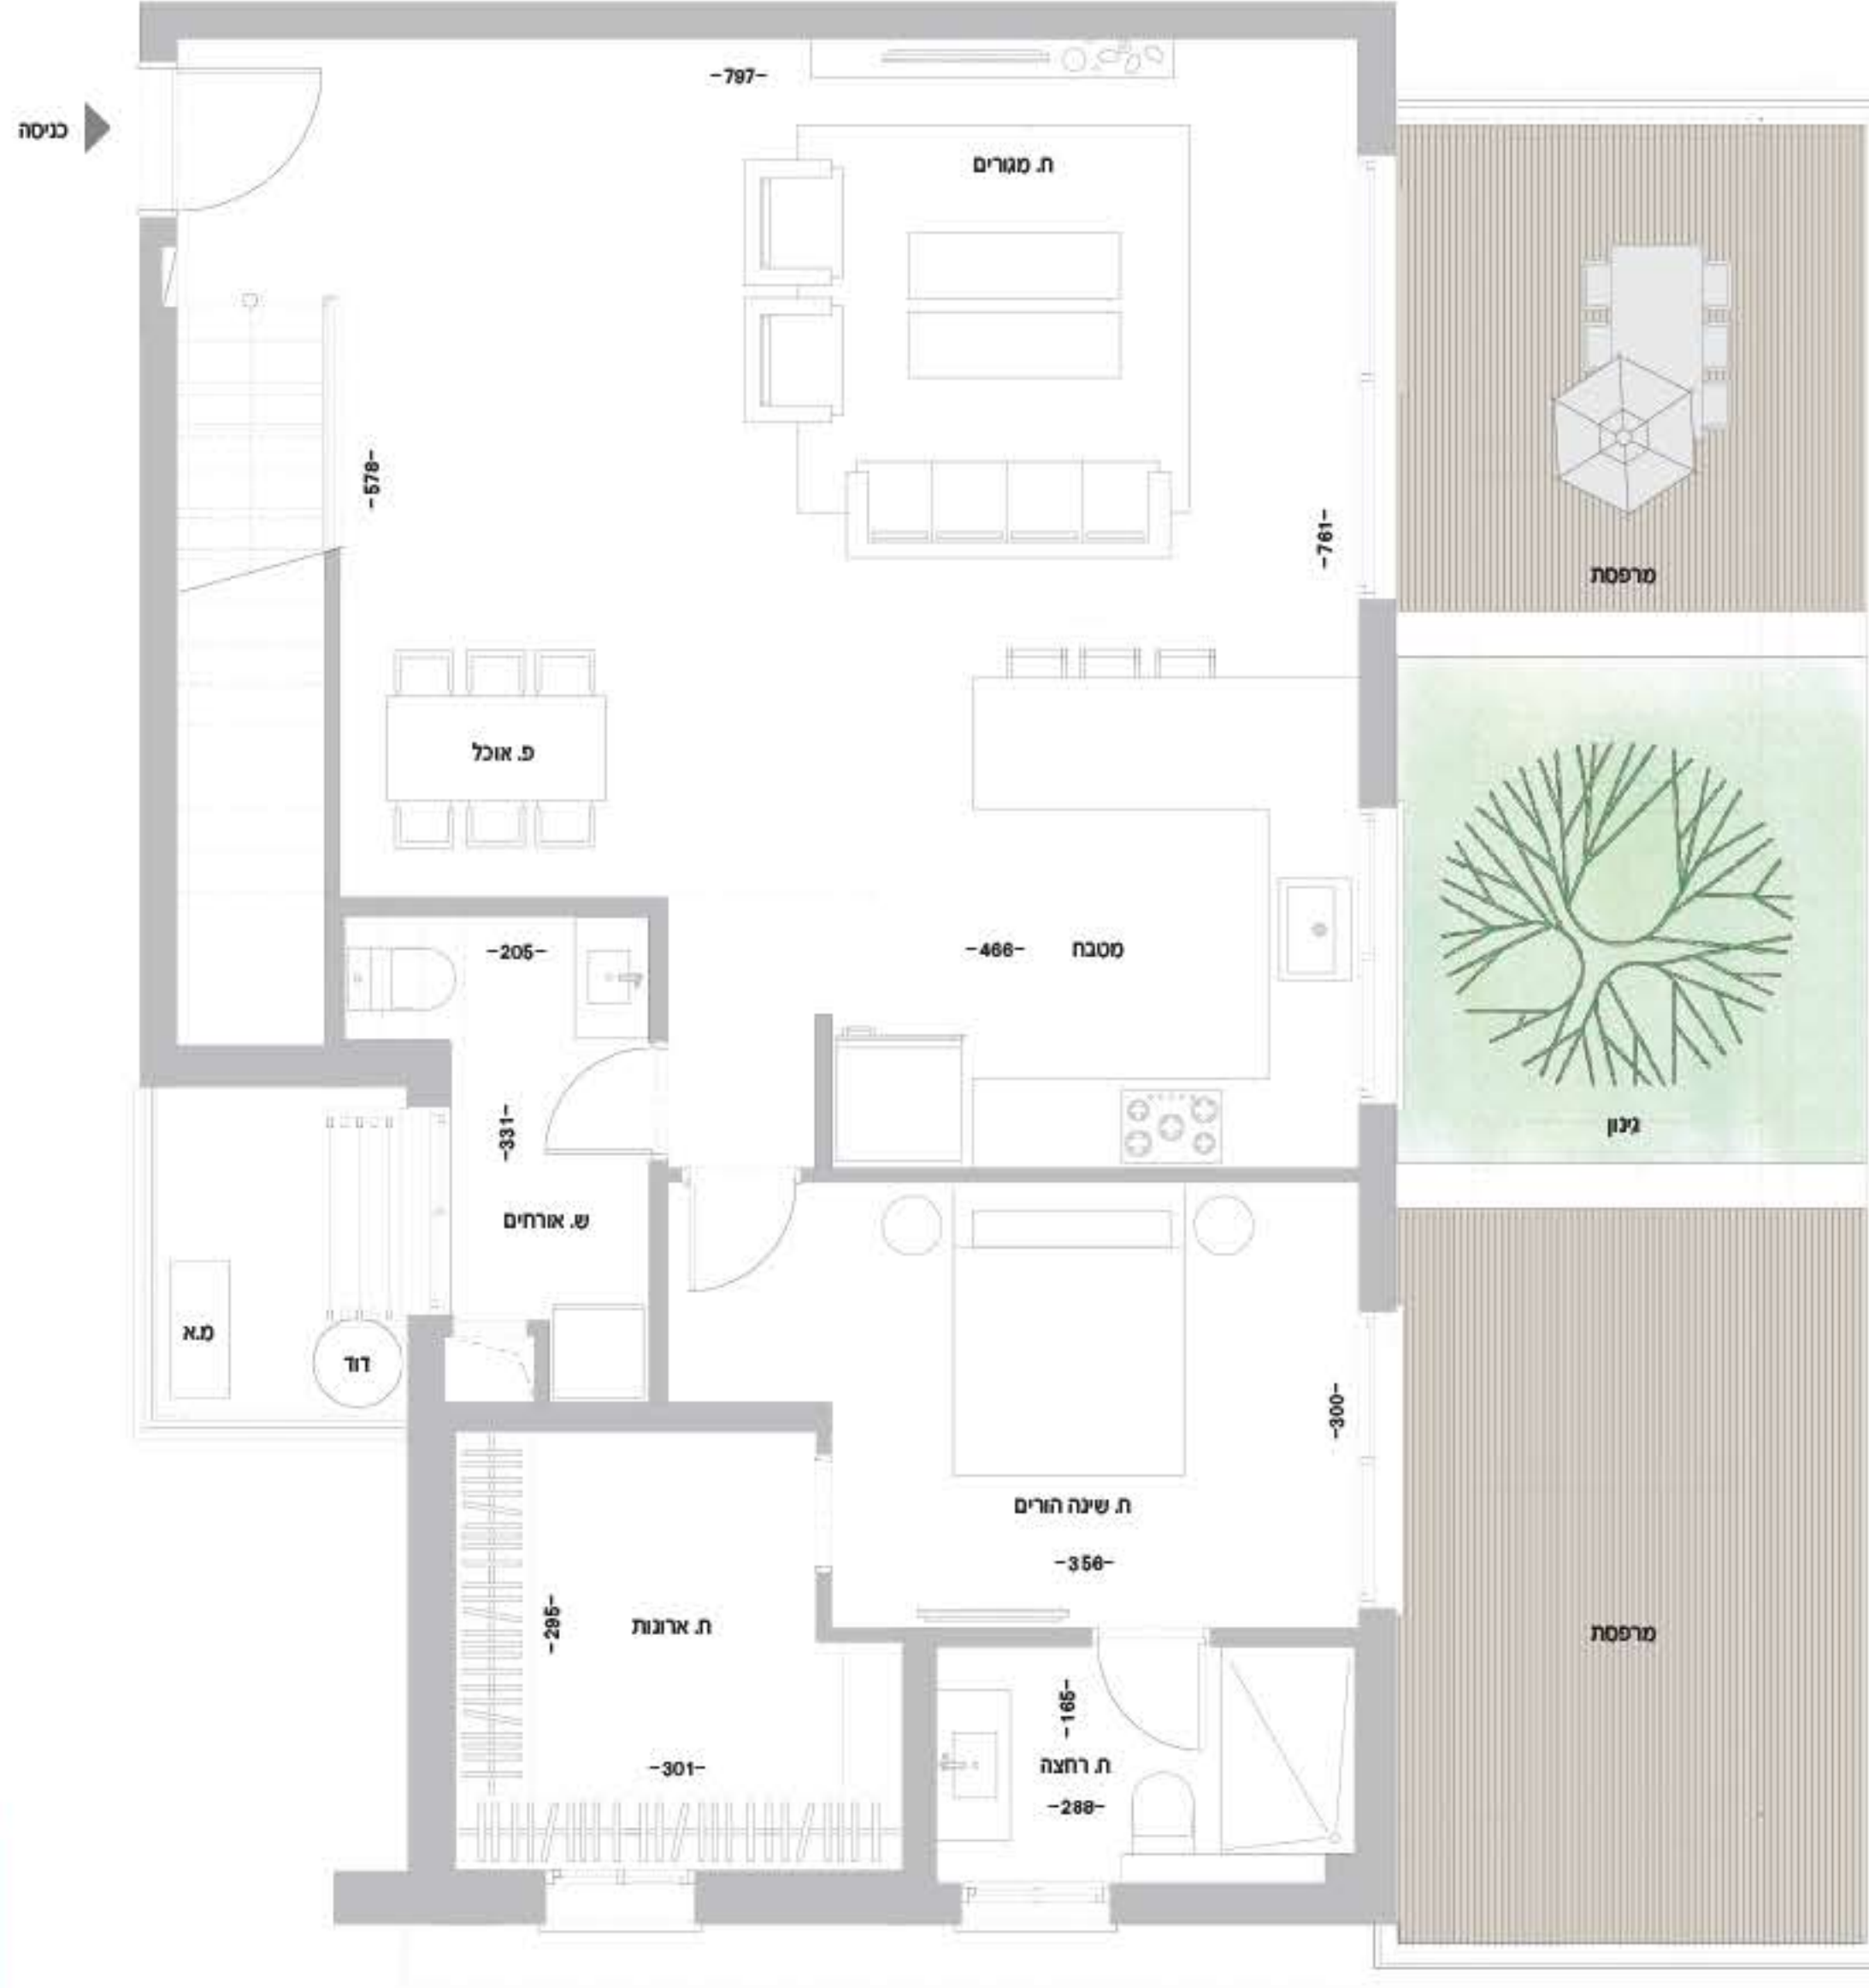 -797-
כניסה
ח. מגורים
-578-
-761-
מרפסת
פ. אוכל
-205-
-466-
מטבח
-331-
גינון
ש. אורחים
מ.א
דוד
-300-
ח. שינה הורים
-356-
-295-
ח. ארונות
מרפסת
-165-
-301-
ח. רחצה
-288-